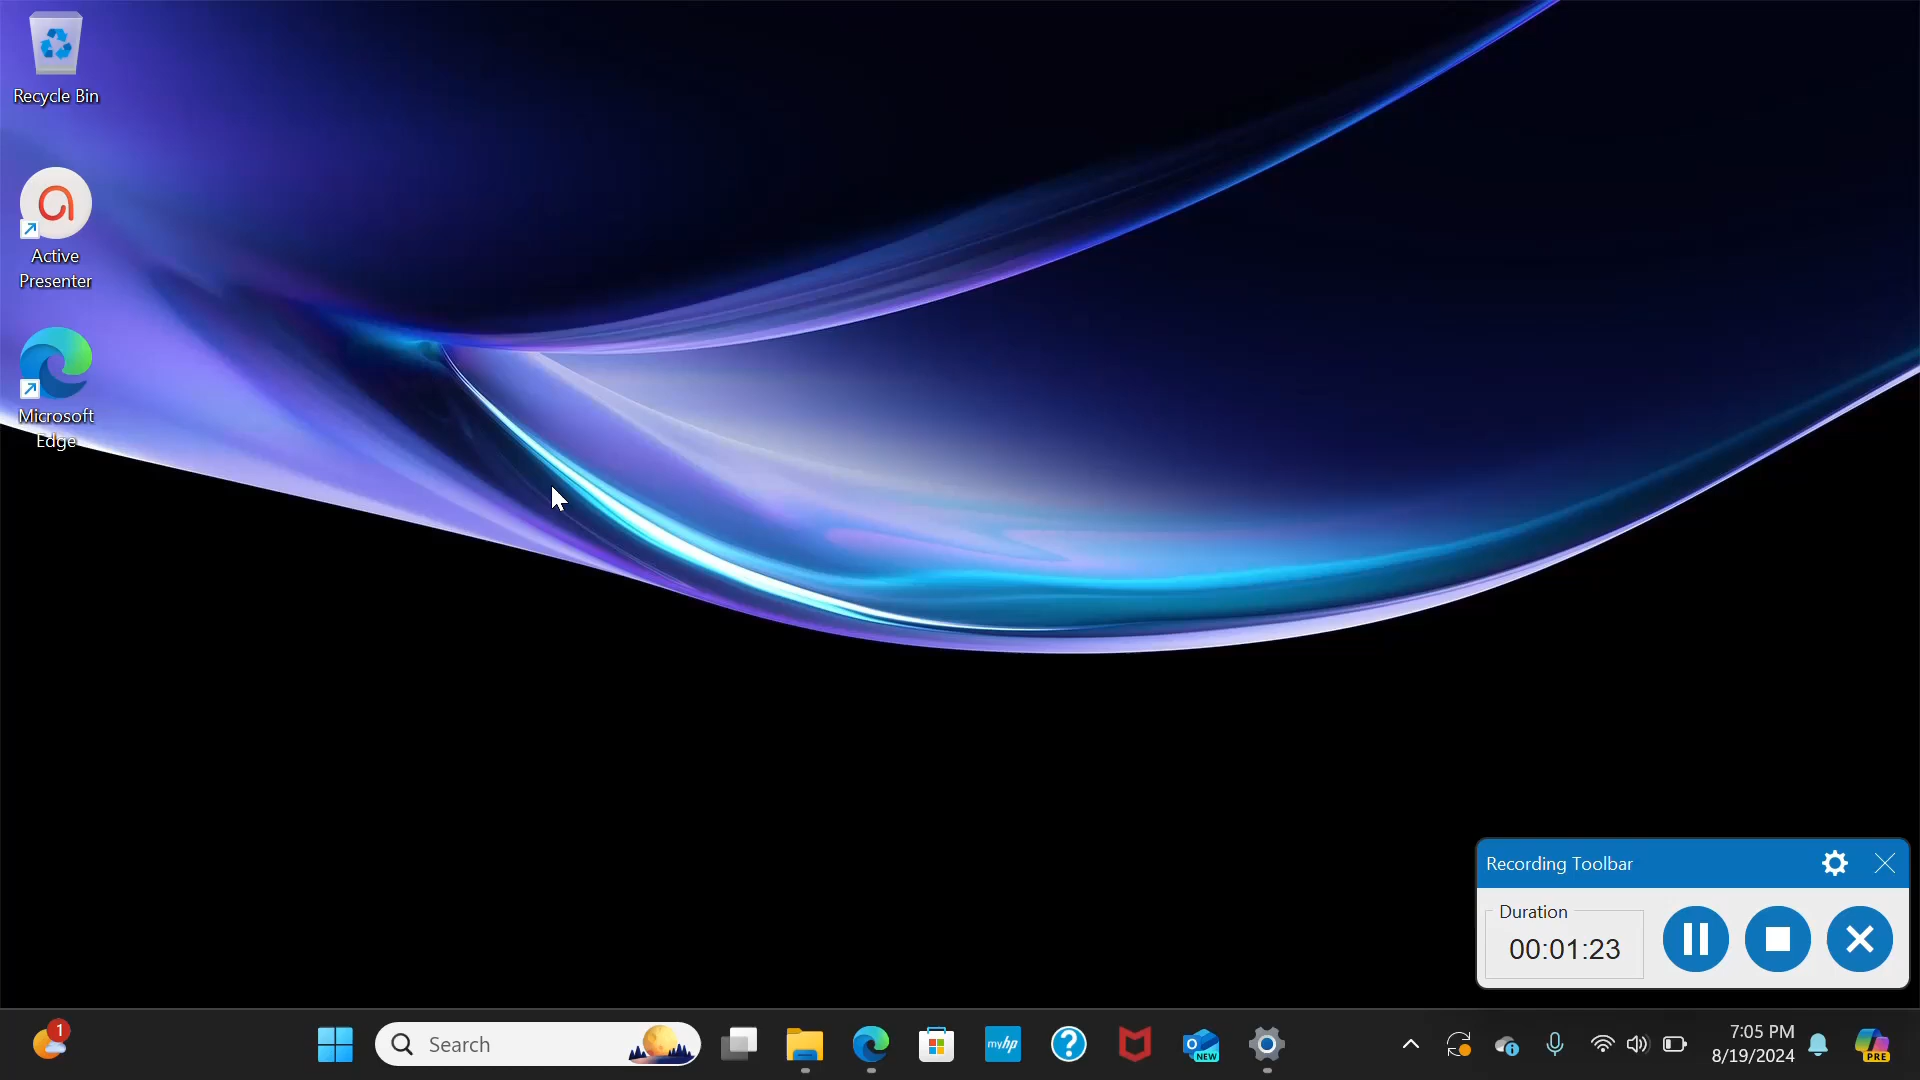 Recycle Bin
Active
Presenter
Microsoft
Edge
Recording Toolbar
Duration
00:01:23
1
Search
myhp
?
NEW
7:05 PM
8/19/2024
PRE